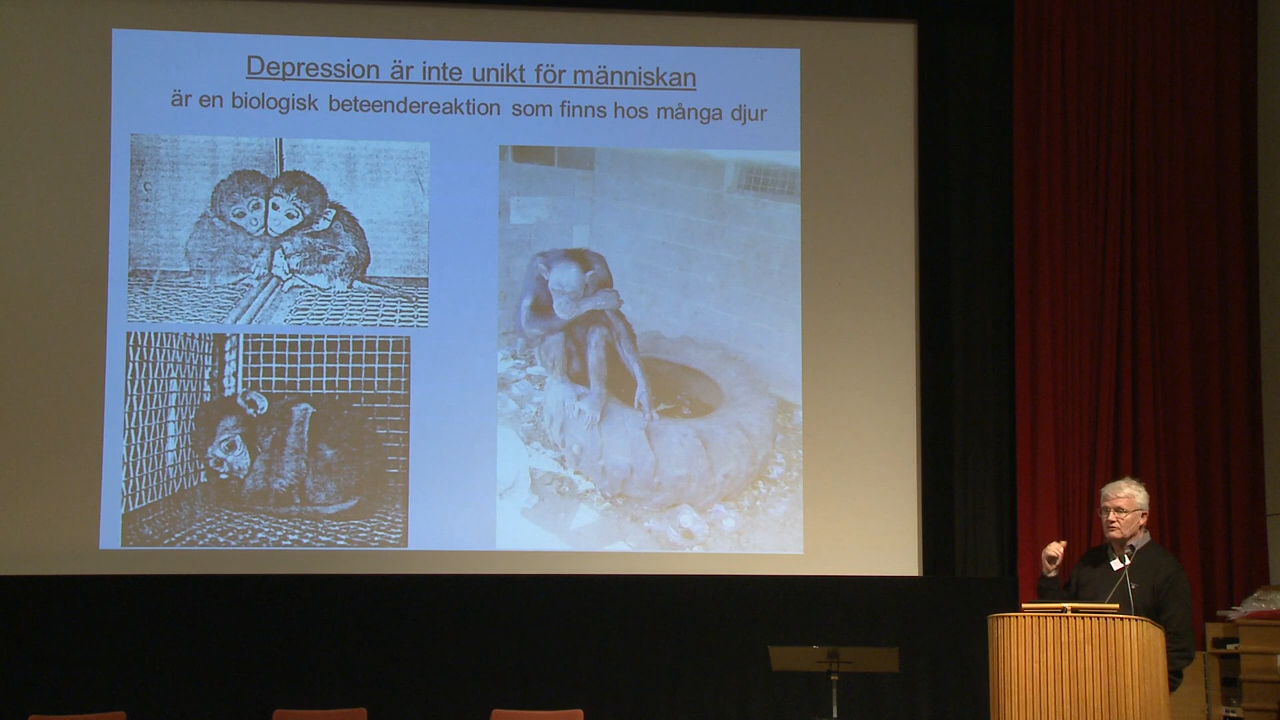 Depression är inte unikt för människan
är en biologisk beteendereaktion som finns hos många djur